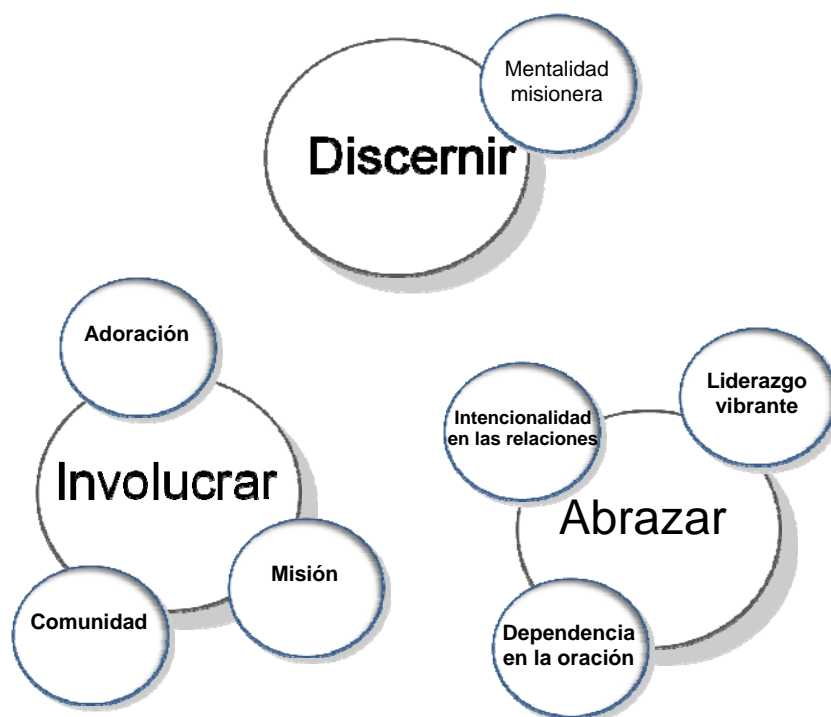 Mentalidad
misionera
Discernir
Adoración
Involucrar
Misión
Comunidad
Liderazgo
vibrante
Intencionalidad
en las relaciones
Abrazar
Dependencia
en la oración